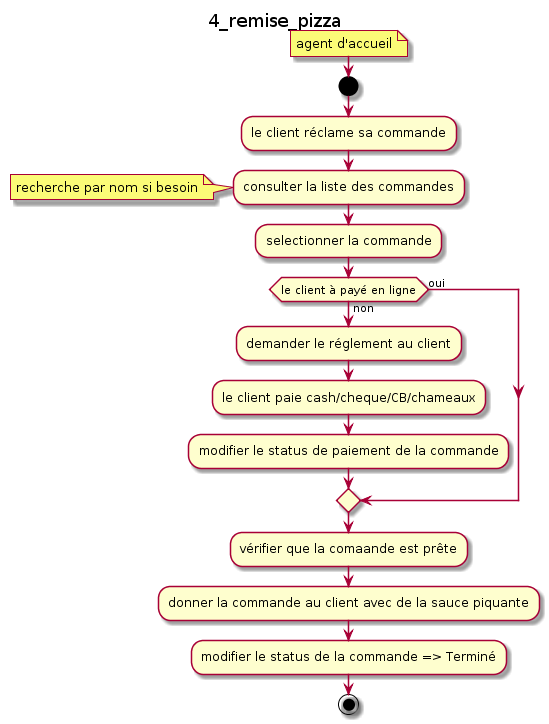 4_remise_pizza
agent d'accueil
le client réclame sa commande
recherche par nom si besoin
consulter la liste des commandes
selectionner la commande
le client à payé en ligne
oui
non
demander le réglement au client
le client paie cash/cheque/CB/chameaux
modifier le status de paiement de la commande
vérifier que la comaande est prête
donner la commande au client avec de la sauce piquante
modifier le status de la commande => Terminé